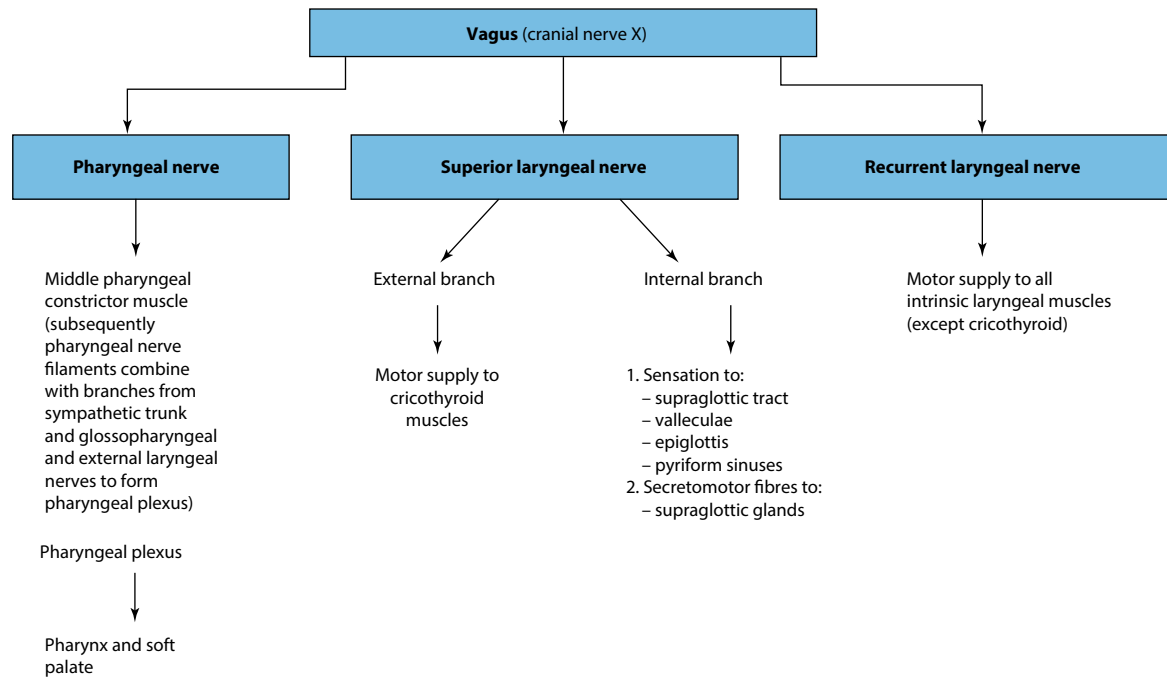 Vagus (cranial nerve X)
Pharyngeal nerve
Superior laryngeal nerve
Recurrent laryngeal nerve
Middle pharyngeal
constrictor muscle
(subsequently
pharyngeal nerve
filaments combine
with branches from
sympathetic trunk
and glossopharyngeal
and external laryngeal
nerves to form
pharyngeal plexus)
Pharyngeal plexus
Pharynx and soft
palate
External branch
Motor supply to
cricothyroid
muscles
Internal branch
1. Sensation to:
– supraglottic tract
– valleculae
– epiglottis
– pyriform sinuses
2. Secretomotor fibres to:
– supraglottic glands
Motor supply to all
intrinsic laryngeal muscles
(except cricothyroid)